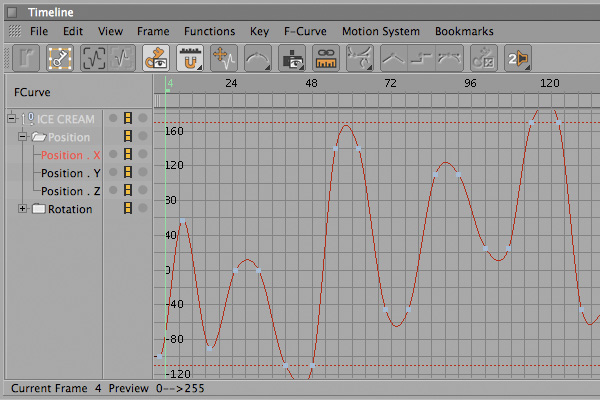 Timeline
File Edit View Frame Functions Key F-Curve Motion System Bookmarks
2
FCurve
4 24 48 72 96 120
ICE CREAM
Position
Position . X
Position . Y
Position . Z
Rotation
160
120
80
40
0
-40
-80
-120
Current Frame 4 Preview 0-->255